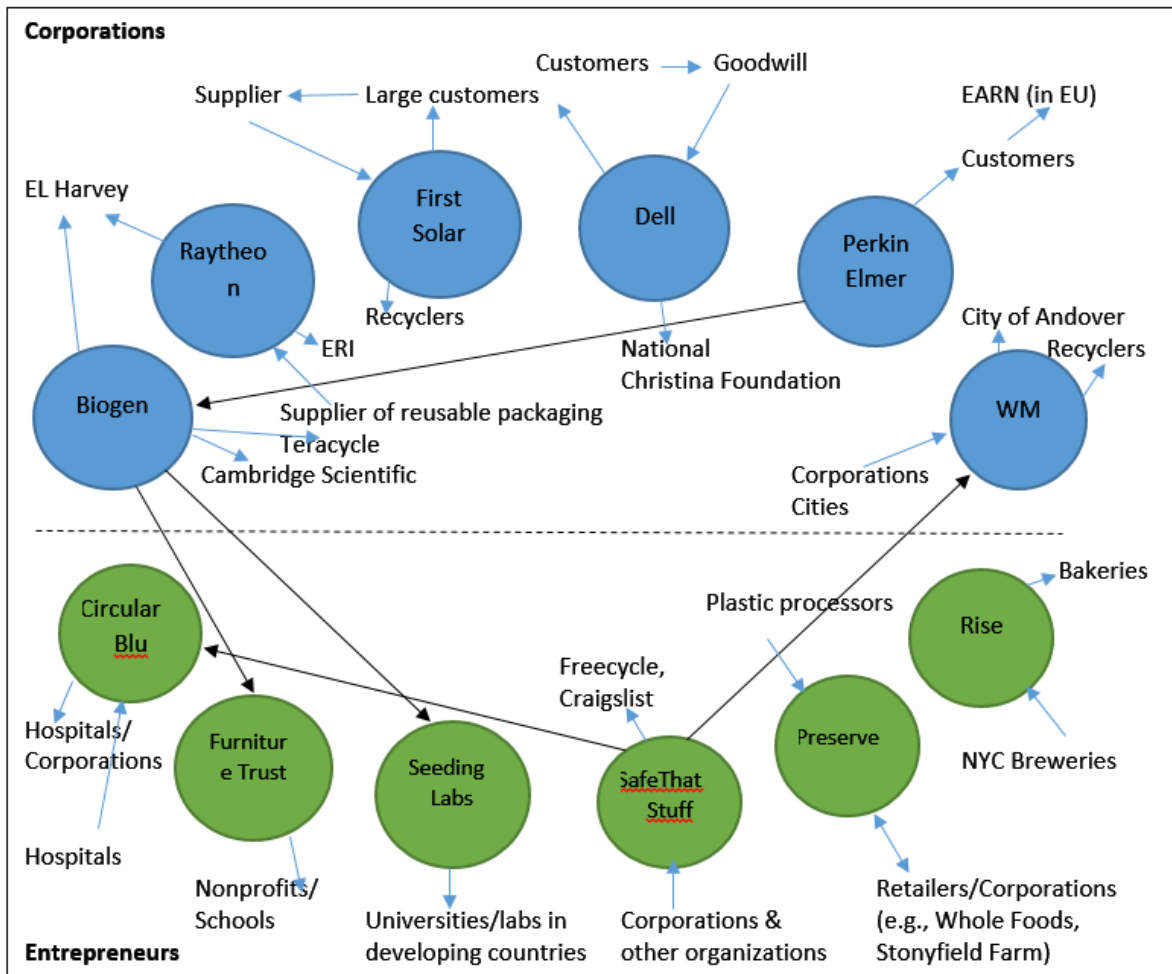 Corporations
Customers
Goodwill
Supplier
Large customers
EARN (in EU)
Customers
EL Harvey
First
Solar
Dell
Perkin
Elmer
Raytheo
n
Recyclers
City of Andover
Recyclers
ERI
National
Christina Foundation
Biogen
WM
Supplier of reusable packaging
Teracycle
Cambridge Scientific
Corporations
Cities
Circular
Blu
Plastic processors
Bakeries
Rise
Freecycle,
Craigslist
Hospitals/
Corporations
Furnitur
e Trust
Seeding
Labs
SafeThat
Stuff
Preserve
NYC Breweries
Hospitals
Nonprofits/
Schools
Universities/labs in
developing countries
Corporations &
other organizations
Retailers/Corporations
(e.g., Whole Foods,
Stonyfield Farm)
Entrepreneurs